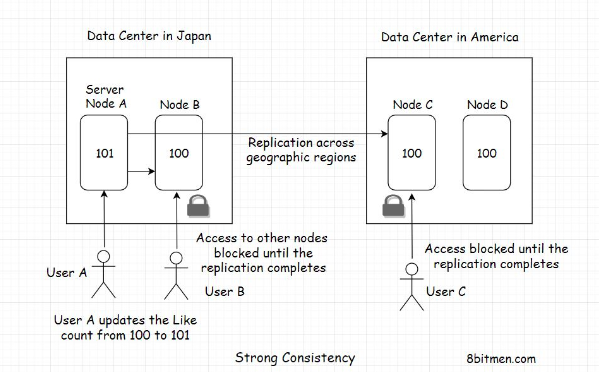 Data Center in Japan
Data Center in America
Server
Node A
Node B
Node C
Node D
101
100
100
100
Replication across
geographic regions
Access to other nodes
blocked until the
replication completes
Access blocked until the
replication completes
User A
User B
User C
User A updates the Like
count from 100 to 101
Strong Consistency
8bitmen.com